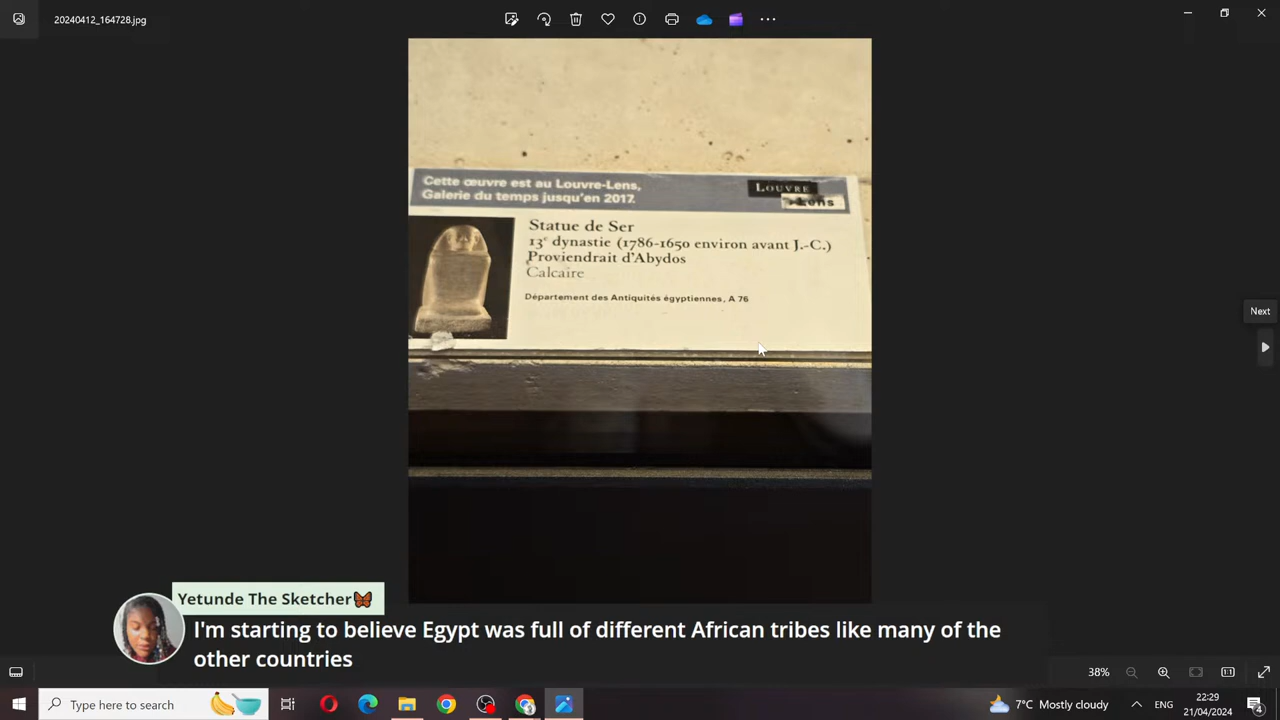 20240412_164728.jpg
Cette œuvre est au Louvre-Lens,
Galerie du temps jusqu'en 2017.
LOUVRE
Lens
Statue de Ser
13e dynastie (1786-1650 environ avant J.-C.)
Proviendrait d'Abydos
Calcaire
Département des Antiquités égyptiennes, A 76
Next
Yetunde The Sketcher🦋
I'm starting to believe Egypt was full of different African tribes like many of the
other countries
38%
Type here to search
7°C Mostly cloudy
ENG
22:29
21/04/2024
4